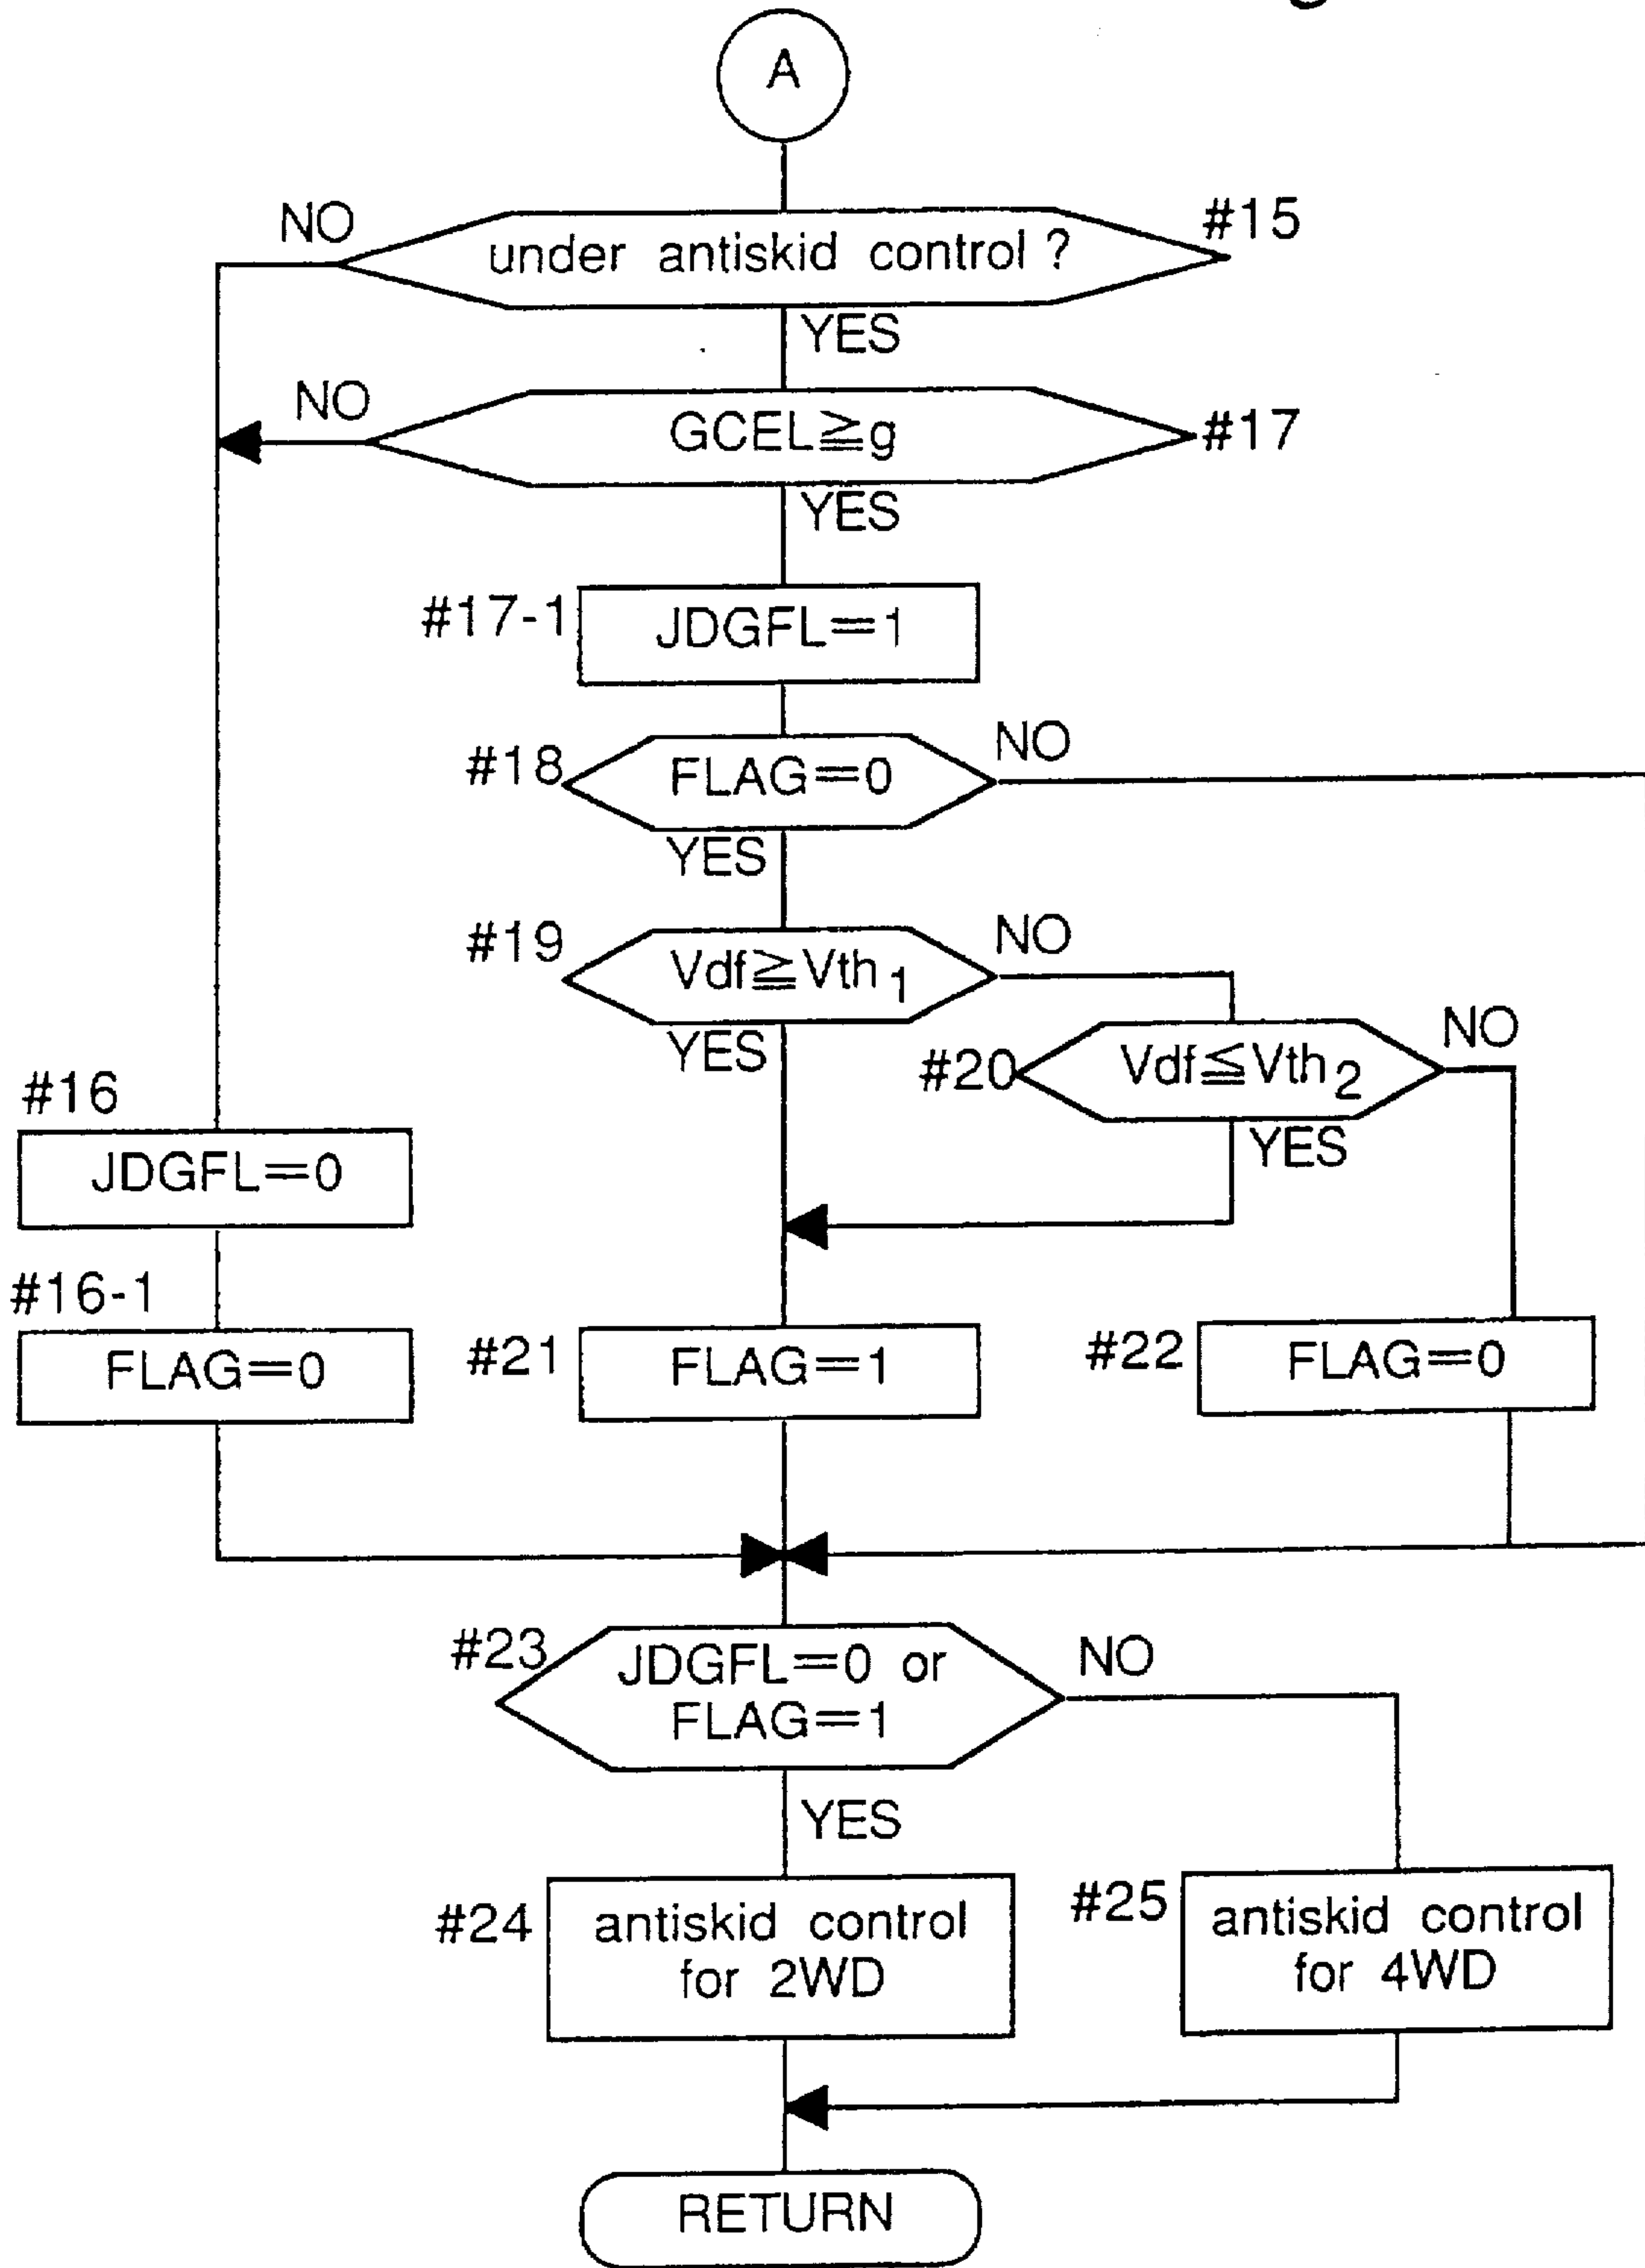 A
NO
under antiskid control ?
#15
YES
NO
GCEL≧g
#17
YES
#17-1
JDGFL=1
#18
FLAG=0
NO
YES
#19
Vdf≧Vth1
NO
YES
#20
Vdf≦Vth2
NO
YES
#16
JDGFL=0
#16-1
FLAG=0
#21
FLAG=1
#22
FLAG=0
#23
JDGFL=0 or
FLAG=1
NO
YES
#24
antiskid control
for 2WD
#25
antiskid control
for 4WD
RETURN